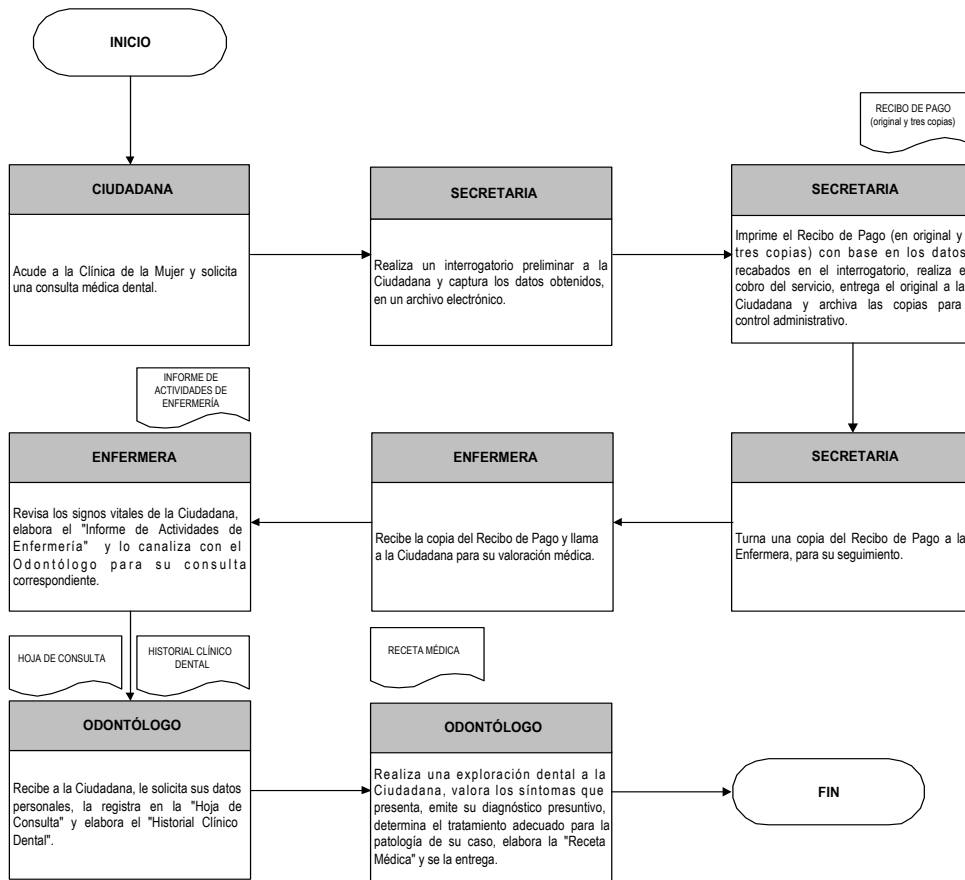 INICIO
RECIBO DE PAGO
(original y tres copias)
CIUDADANA
Acude a la Clínica de la Mujer y solicita
una consulta médica dental.
SECRETARIA
Realiza un interrogatorio preliminar a la
Ciudadana y captura los datos obtenidos,
en un archivo electrónico.
SECRETARIA
Imprime el Recibo de Pago (en original y
tres copias) con base en los datos
recabados en el interrogatorio, realiza e
cobro del servicio, entrega el original a la
Ciudadana y archiva las copias para
control administrativo.
INFORME DE
ACTIVIDADES DE
ENFERMERÍA
ENFERMERA
Revisa los signos vitales de la Ciudadana,
elabora el "Informe de Actividades de
Enfermería" y lo canaliza con el
Odontólogo para su consulta
correspondiente.
ENFERMERA
Recibe la copia del Recibo de Pago y llama
a la Ciudadana para su valoración médica.
SECRETARIA
Turna una copia del Recibo de Pago a la
Enfermera, para su seguimiento.
HOJA DE CONSULTA
HISTORIAL CLÍNICO
DENTAL
RECETA MÉDICA
ODONTÓLOGO
Recibe a la Ciudadana, le solicita sus datos
personales, la registra en la "Hoja de
Consulta" y elabora el "Historial Clínico
Dental".
ODONTÓLOGO
Realiza una exploración dental a la
Ciudadana, valora los síntomas que
presenta, emite su diagnóstico presuntivo,
determina el tratamiento adecuado para la
patología de su caso, elabora la "Receta
Médica" y se la entrega.
FIN